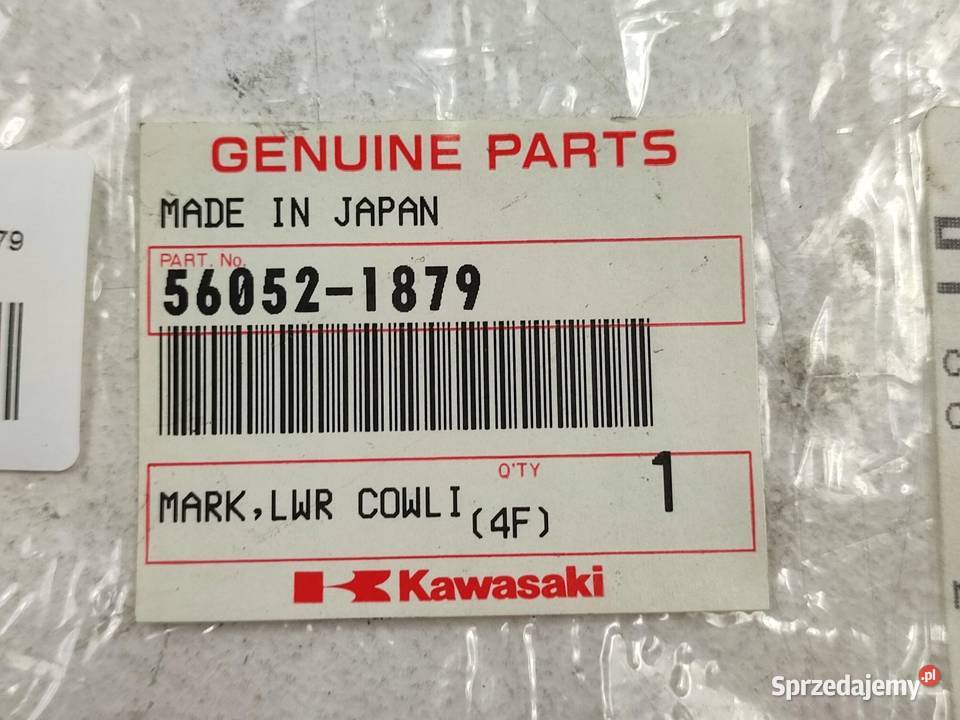 GENUINE PARTS
MADE IN JAPAN
PART. No.
56052-1879
Q'TY
MARK,LWR COWLI (4F) 1
Kawasaki
79
Sprzedajemy.pl